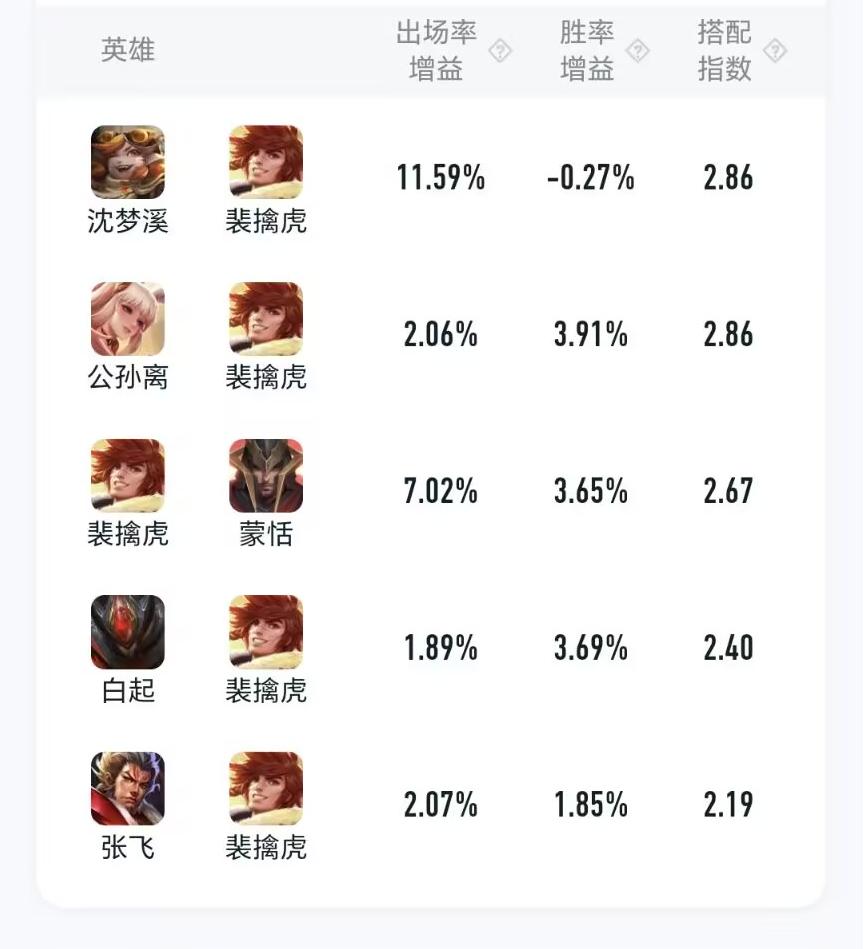 英雄 出场率增益 ? 胜率增益 ? 搭配指数 ?
沈梦溪 裴擒虎 11.59% -0.27% 2.86
公孙离 裴擒虎 2.06% 3.91% 2.86
裴擒虎 蒙恬 7.02% 3.65% 2.67
白起 裴擒虎 1.89% 3.69% 2.40
张飞 裴擒虎 2.07% 1.85% 2.19